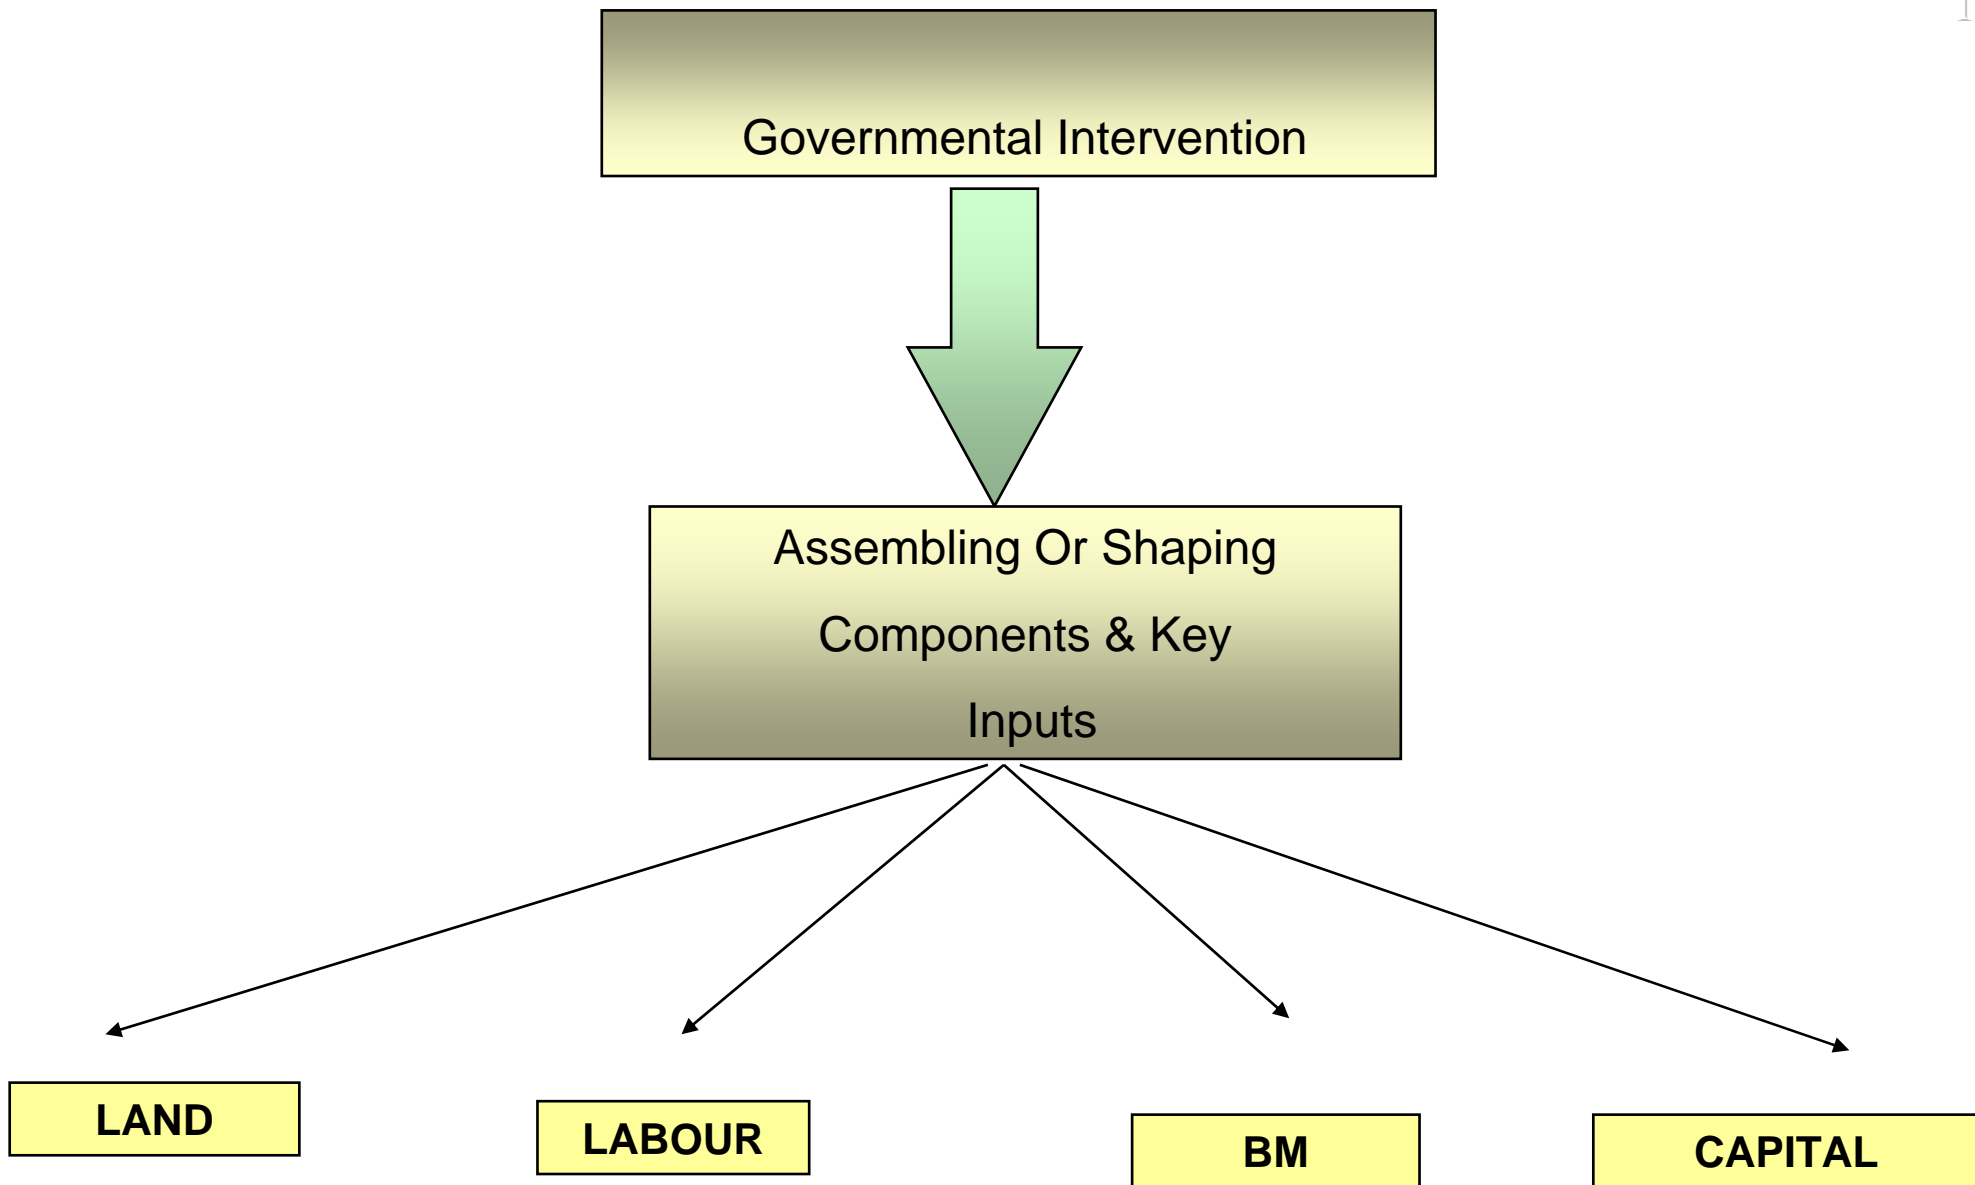 Governmental Intervention
Assembling Or Shaping
Components & Key
Inputs
LAND
LABOUR
BM
CAPITAL